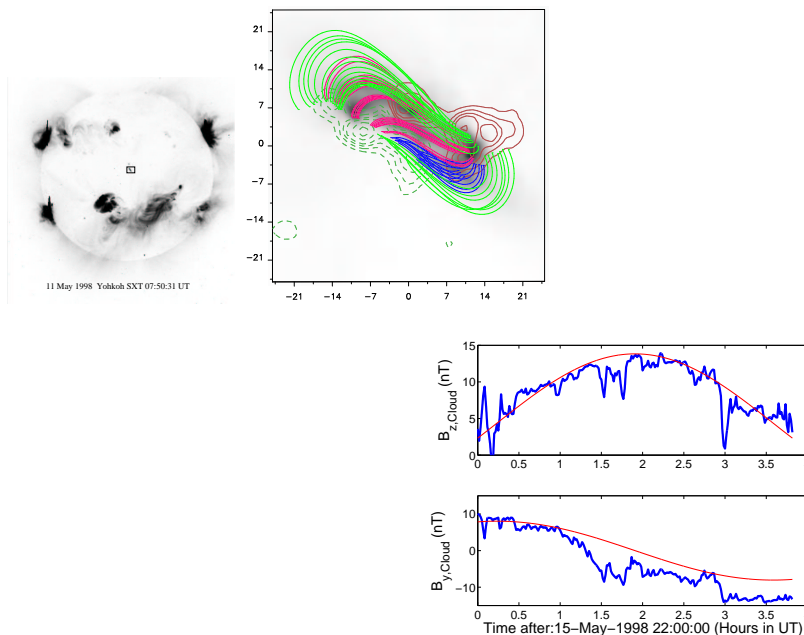 21
14
7
0
−7
−14
−21
−21 −14 −7 0 7 14 21
11 May 1998 Yohkoh SXT 07:50:31 UT
15
10
5
0
B z,Cloud (nT)
0 0.5 1 1.5 2 2.5 3 3.5
10
0
−10
B y,Cloud (nT)
0 0.5 1 1.5 2 2.5 3 3.5
Time after:15−May−1998 22:00:00 (Hours in UT)